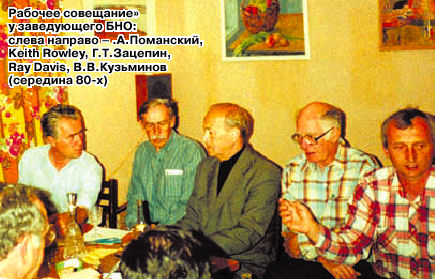 Рабочее совещание»
у заведующего БНО:
слева направо – .А.Поманский,
Keith Rowley, Г.Т.Зацепин,
Ray Davis, В.В.Кузьминов
(середина 80-х)